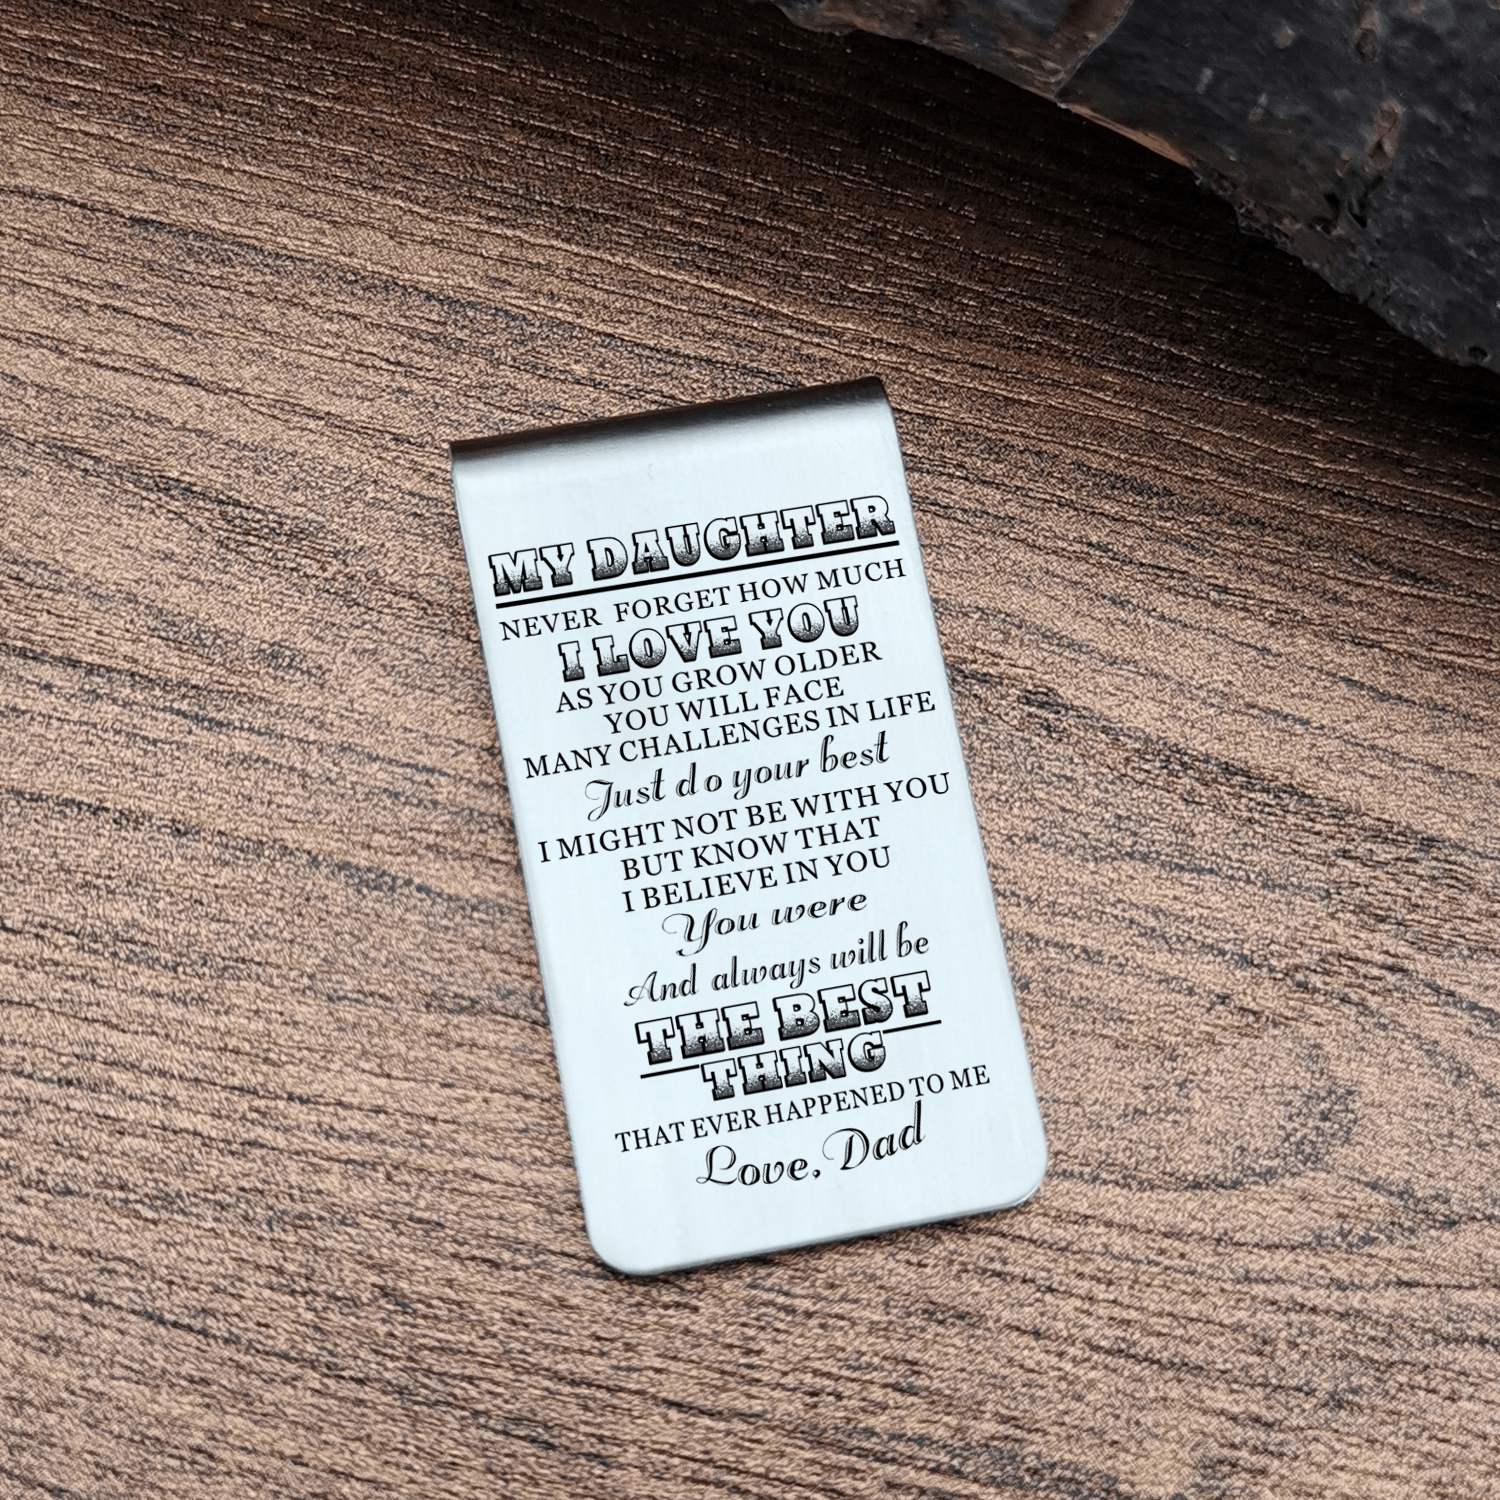 MY DAUGHTER
NEVER FORGET HOW MUCH
I LOVE YOU
AS YOU GROW OLDER
YOU WILL FACE
MANY CHALLENGES IN LIFE
Just do your best
I MIGHT NOT BE WITH YOU
BUT KNOW THAT
I BELIEVE IN YOU
You were
And always will be
THE BEST
THING
THAT EVER HAPPENED TO ME
Love, Dad